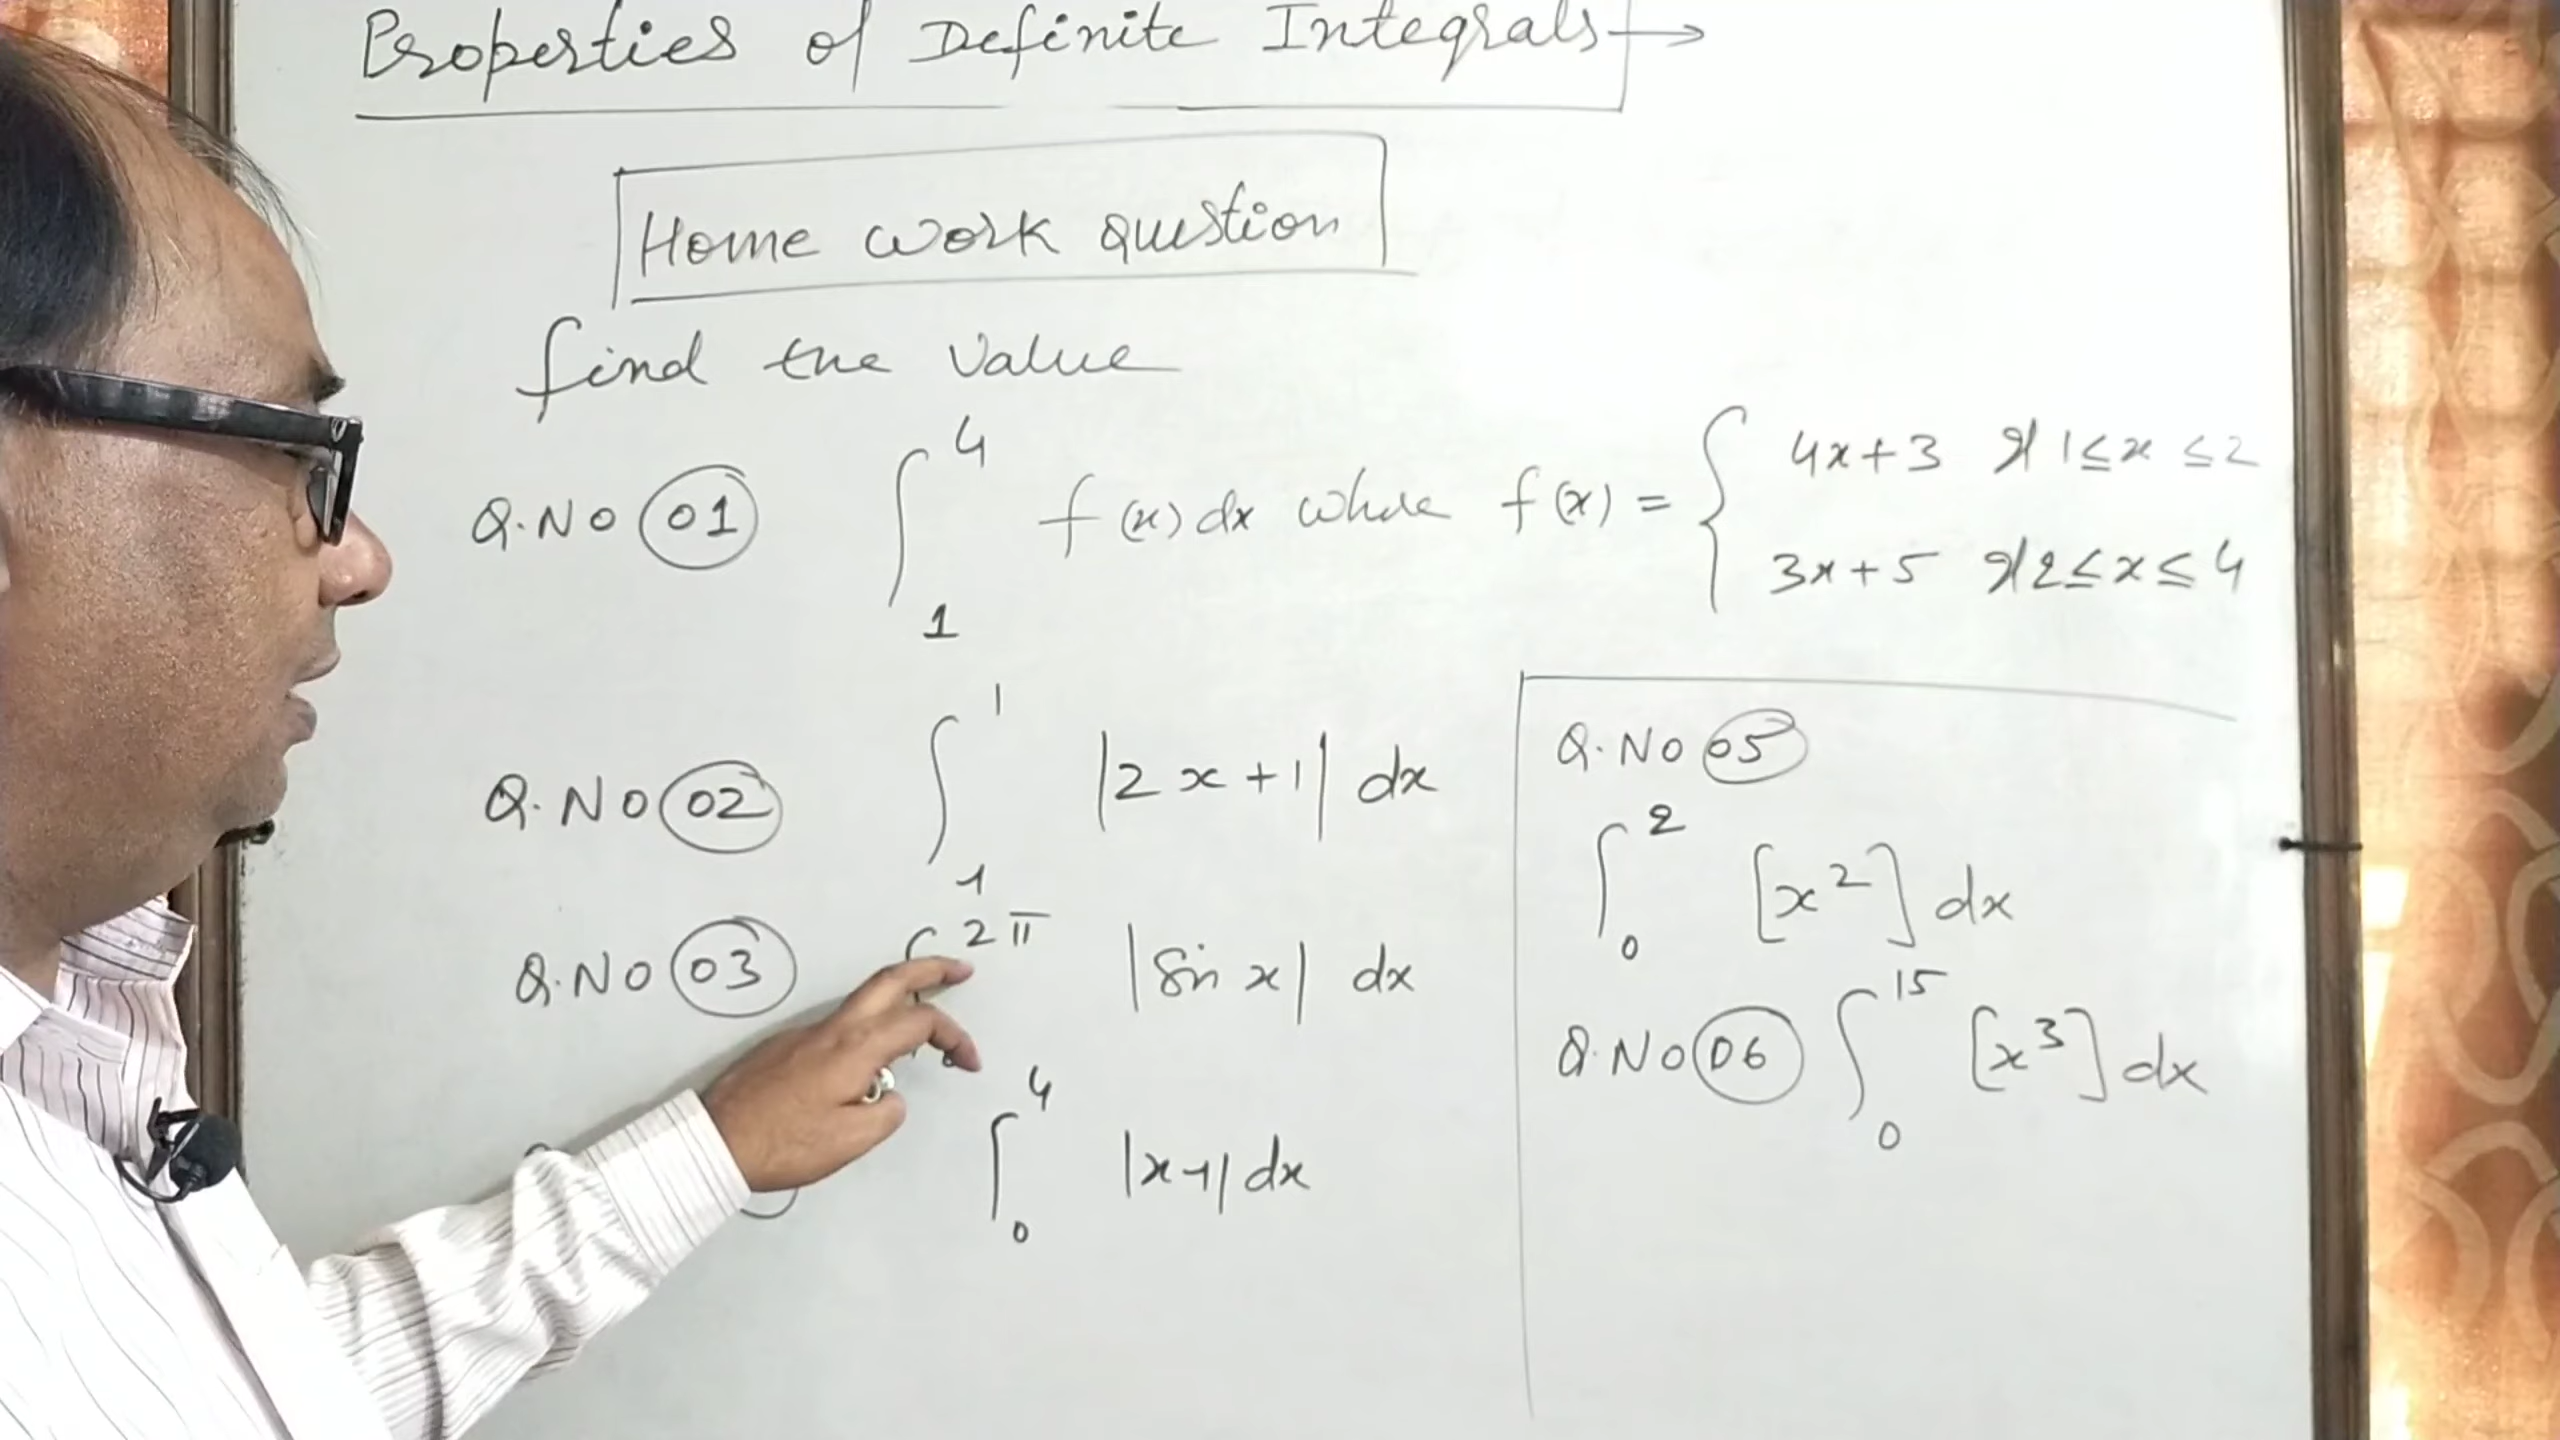 Properties of Definite Integrals →
Home work question
find the value
Q.No 01 ∫₁⁴ f(x) dx where f(x) = { 4x+3 if 1≤x≤2
3x+5 if 2≤x≤4
Q.No 02 ∫₋₁¹ |2x+1| dx
Q.No 03 2π |sin x| dx
∫₀⁴ |x-1| dx
Q.No 05
∫₀² [x²] dx
Q.No 06 ∫₀¹⁵ [x³] dx